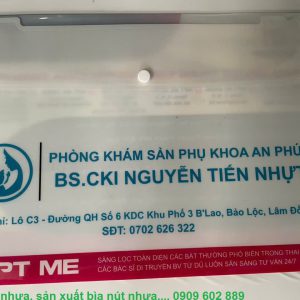 PHÒNG KHÁM SẢN PHỤ KHOA AN PHÚ
BS.CKI NGUYỄN TIẾN NHỰT
ỉ: Lô C3 - Đường QH Số 6 KDC Khu Phố 3 B'Lao, Bảo Lộc, Lâm Đồ
SĐT: 0702 626 322
PT ME
SÀNG LỌC TOÀN DIỆN CÁC BẤT THƯỜNG PHỔ BIẾN TRONG THAI
CÁC BÁC SĨ DI TRUYỀN BV TỪ DŨ LUÔN SẴN SÀNG TƯ VẤN 24/7
nhựa, sản xuất bìa nút nhựa.... 0909 602 889